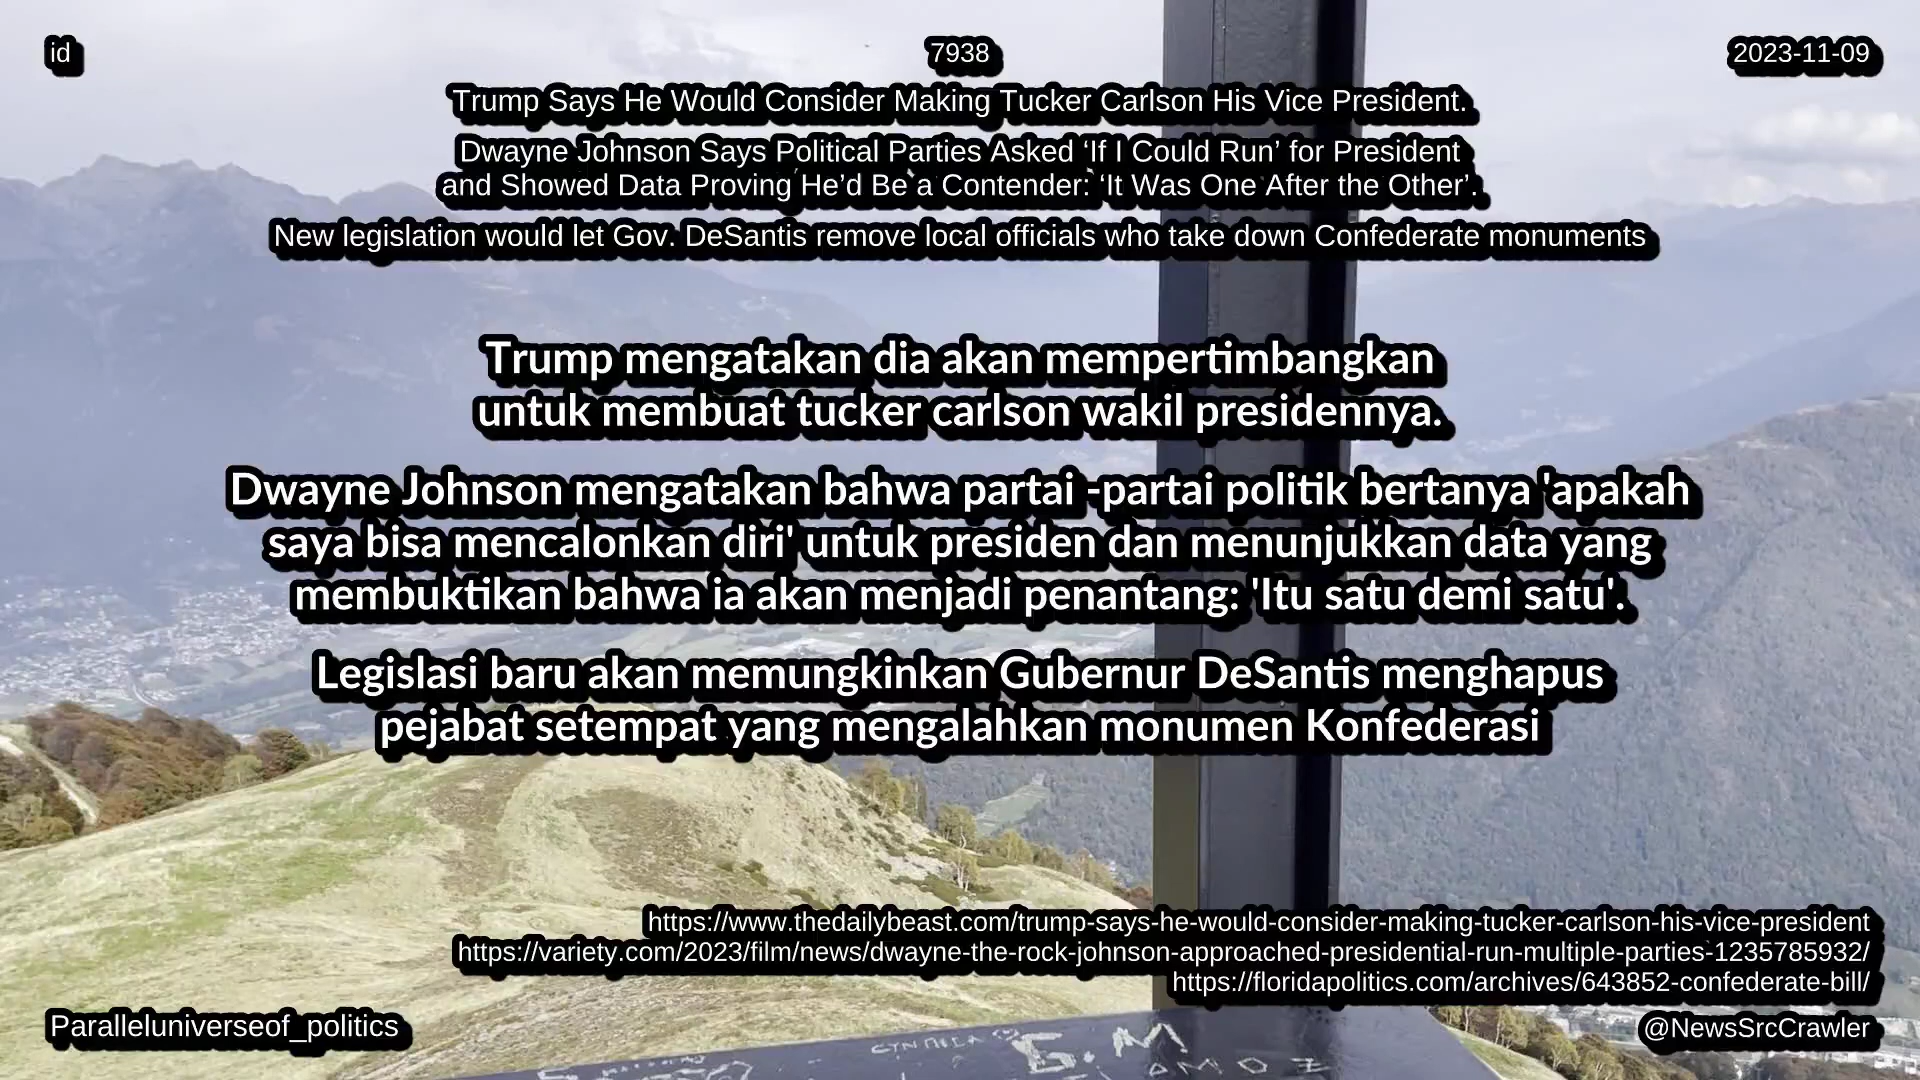 id
7938
2023-11-09
Trump Says He Would Consider Making Tucker Carlson His Vice President.
Dwayne Johnson Says Political Parties Asked ‘If I Could Run’ for President
and Showed Data Proving He’d Be a Contender: ‘It Was One After the Other’.
New legislation would let Gov. DeSantis remove local officials who take down Confederate monuments
Trump mengatakan dia akan mempertimbangkan
untuk membuat tucker carlson wakil presidennya.
Dwayne Johnson mengatakan bahwa partai -partai politik bertanya 'apakah
saya bisa mencalonkan diri' untuk presiden dan menunjukkan data yang
membuktikan bahwa ia akan menjadi penantang: 'Itu satu demi satu'.
Legislasi baru akan memungkinkan Gubernur DeSantis menghapus
pejabat setempat yang mengalahkan monumen Konfederasi
https://www.thedailybeast.com/trump-says-he-would-consider-making-tucker-carlson-his-vice-president
https://variety.com/2023/film/news/dwayne-the-rock-johnson-approached-presidential-run-multiple-parties-1235785932/
https://floridapolitics.com/archives/643852-confederate-bill/
Paralleluniverseof_politics
@NewsSrcCrawler
G.M